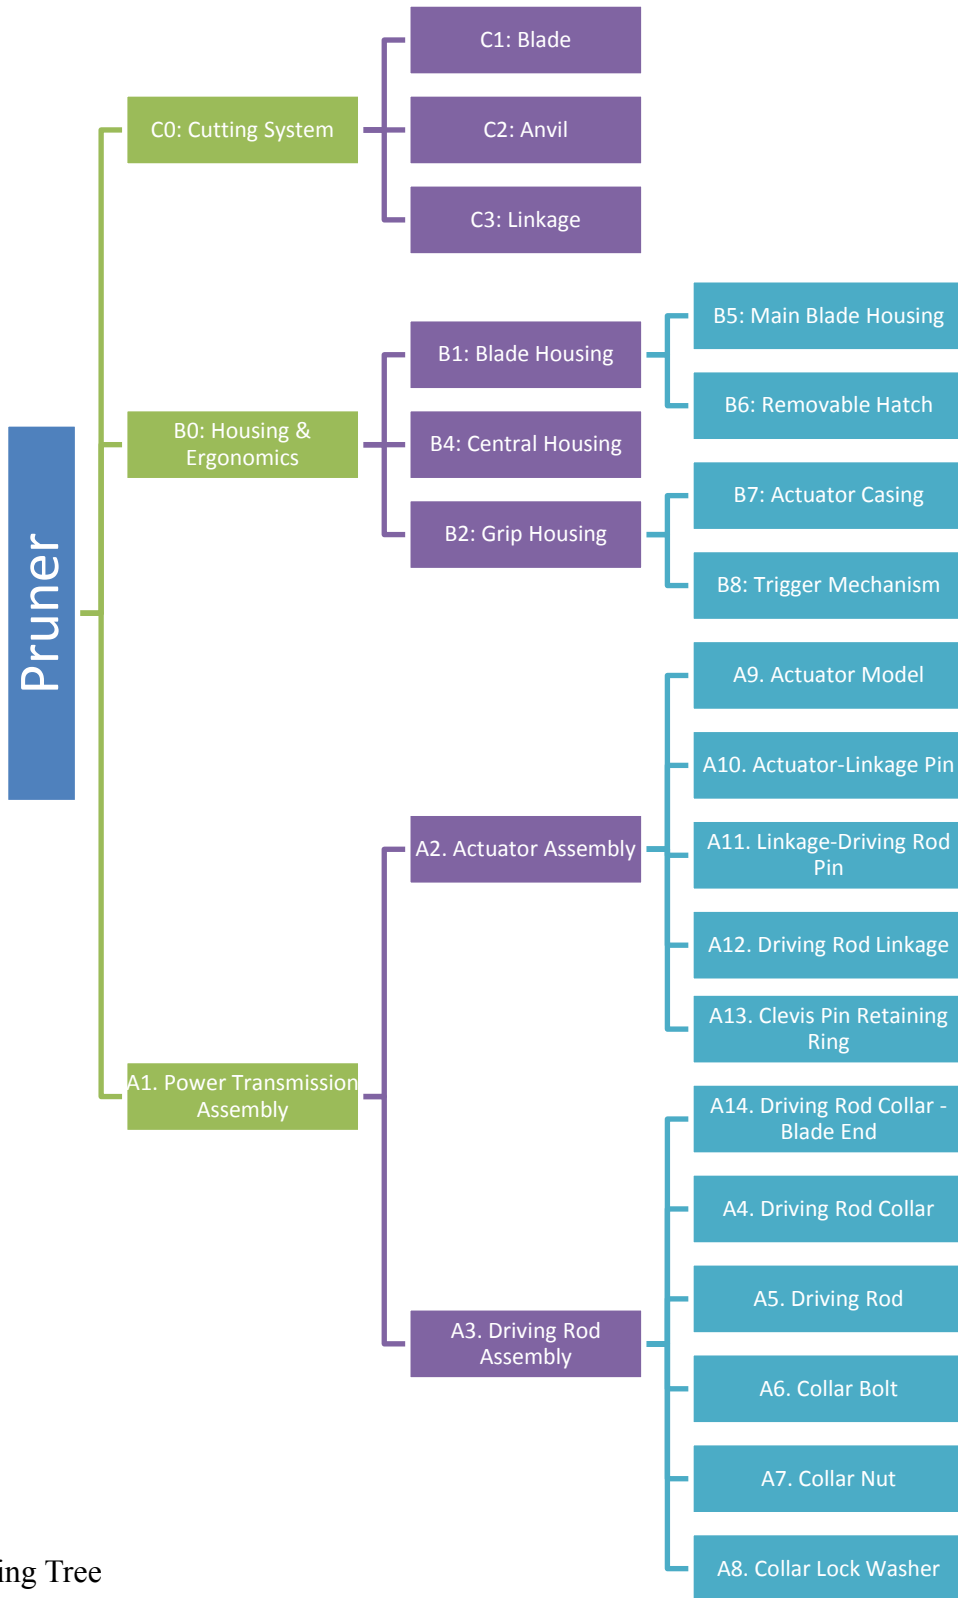 Pruner
C0: Cutting System
C1: Blade
C2: Anvil
C3: Linkage
B0: Housing &
Ergonomics
B1: Blade Housing
B5: Main Blade Housing
B6: Removable Hatch
B4: Central Housing
B2: Grip Housing
B7: Actuator Casing
B8: Trigger Mechanism
A1. Power Transmission
Assembly
A2. Actuator Assembly
A9. Actuator Model
A10. Actuator-Linkage Pin
A11. Linkage-Driving Rod
Pin
A12. Driving Rod Linkage
A13. Clevis Pin Retaining
Ring
A3. Driving Rod
Assembly
A14. Driving Rod Collar -
Blade End
A4. Driving Rod Collar
A5. Driving Rod
A6. Collar Bolt
A7. Collar Nut
A8. Collar Lock Washer
ing Tree